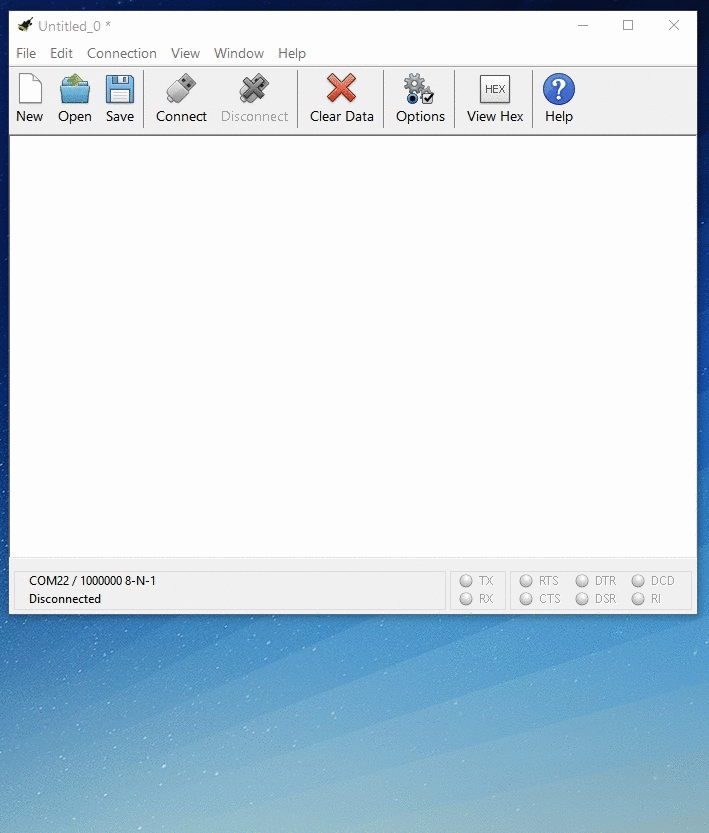 Untitled_0 *
File Edit Connection View Window Help
New Open Save Connect Disconnect Clear Data Options HEX View Hex ? Help
COM22 / 1000000 8-N-1
Disconnected
TX RTS DTR DCD
RX CTS DSR RI